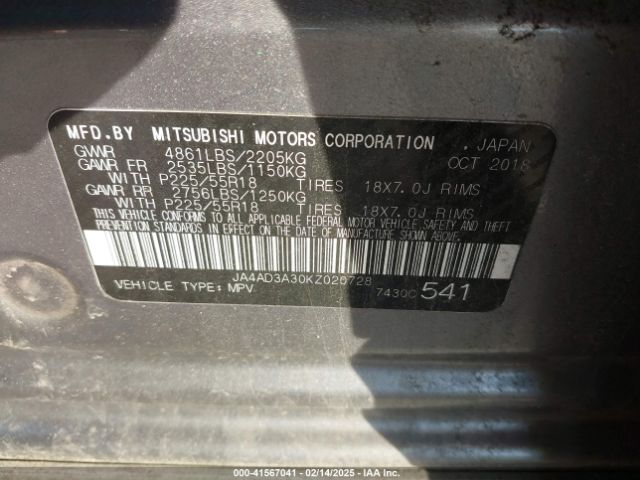 MFD.BY MITSUBISHI MOTORS CORPORATION , JAPAN
GVWR 4861LBS/2205KG OCT 2018
GAWR FR 2535LBS/1150KG
WITH P225/55R18 TIRES 18X7.0J RIMS
GAWR RR 2756LBS/1250KG
WITH P225/55R18 TIRES 18X7.0J RIMS
THIS VEHICLE CONFORMS TO ALL APPLICABLE FEDERAL MOTOR VEHICLE SAFETY AND THEFT
PREVENTION STANDARDS IN EFFECT ON THE DATE OF MANUFACTURE SHOWN ABOVE.
JA4AD3A30KZ020728
VEHICLE TYPE: MPV 7430C 541
000-41567041 - 02/14/2025 - IAA Inc.